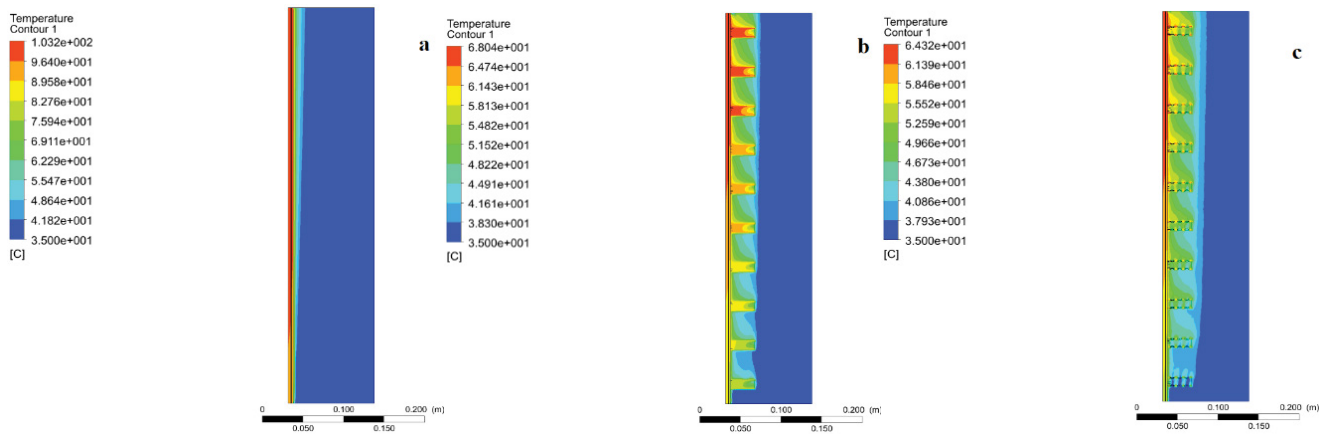 Temperature
Contour 1
1.032e+002
9.640e+001
8.958e+001
8.276e+001
7.594e+001
6.911e+001
6.229e+001
5.547e+001
4.864e+001
4.182e+001
3.500e+001
[C]
a
0 0.100 0.200 (m)
0.050 0.150
Temperature
Contour 1
6.804e+001
6.474e+001
6.143e+001
5.813e+001
5.482e+001
5.152e+001
4.822e+001
4.491e+001
4.161e+001
3.830e+001
3.500e+001
[C]
b
0 0.100 0.200 (m)
0.050 0.150
Temperature
Contour 1
6.432e+001
6.139e+001
5.846e+001
5.552e+001
5.259e+001
4.966e+001
4.673e+001
4.380e+001
4.086e+001
3.793e+001
3.500e+001
[C]
c
0 0.100 0.200 (m)
0.050 0.150